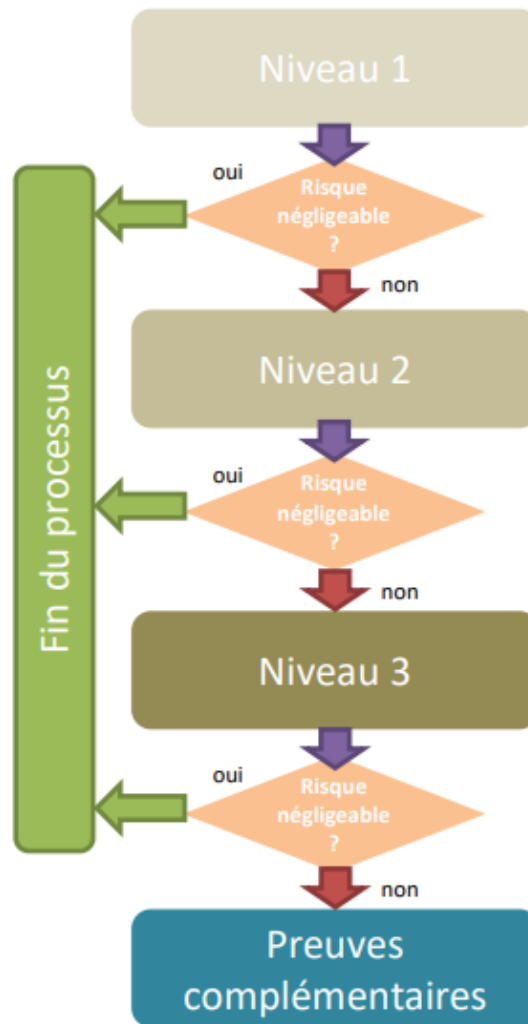 Niveau 1
oui
Risque
négligeable
?
non
Niveau 2
oui
Risque
négligeable
?
non
Niveau 3
oui
Risque
négligeable
?
non
Preuves
complémentaires
Fin du processus